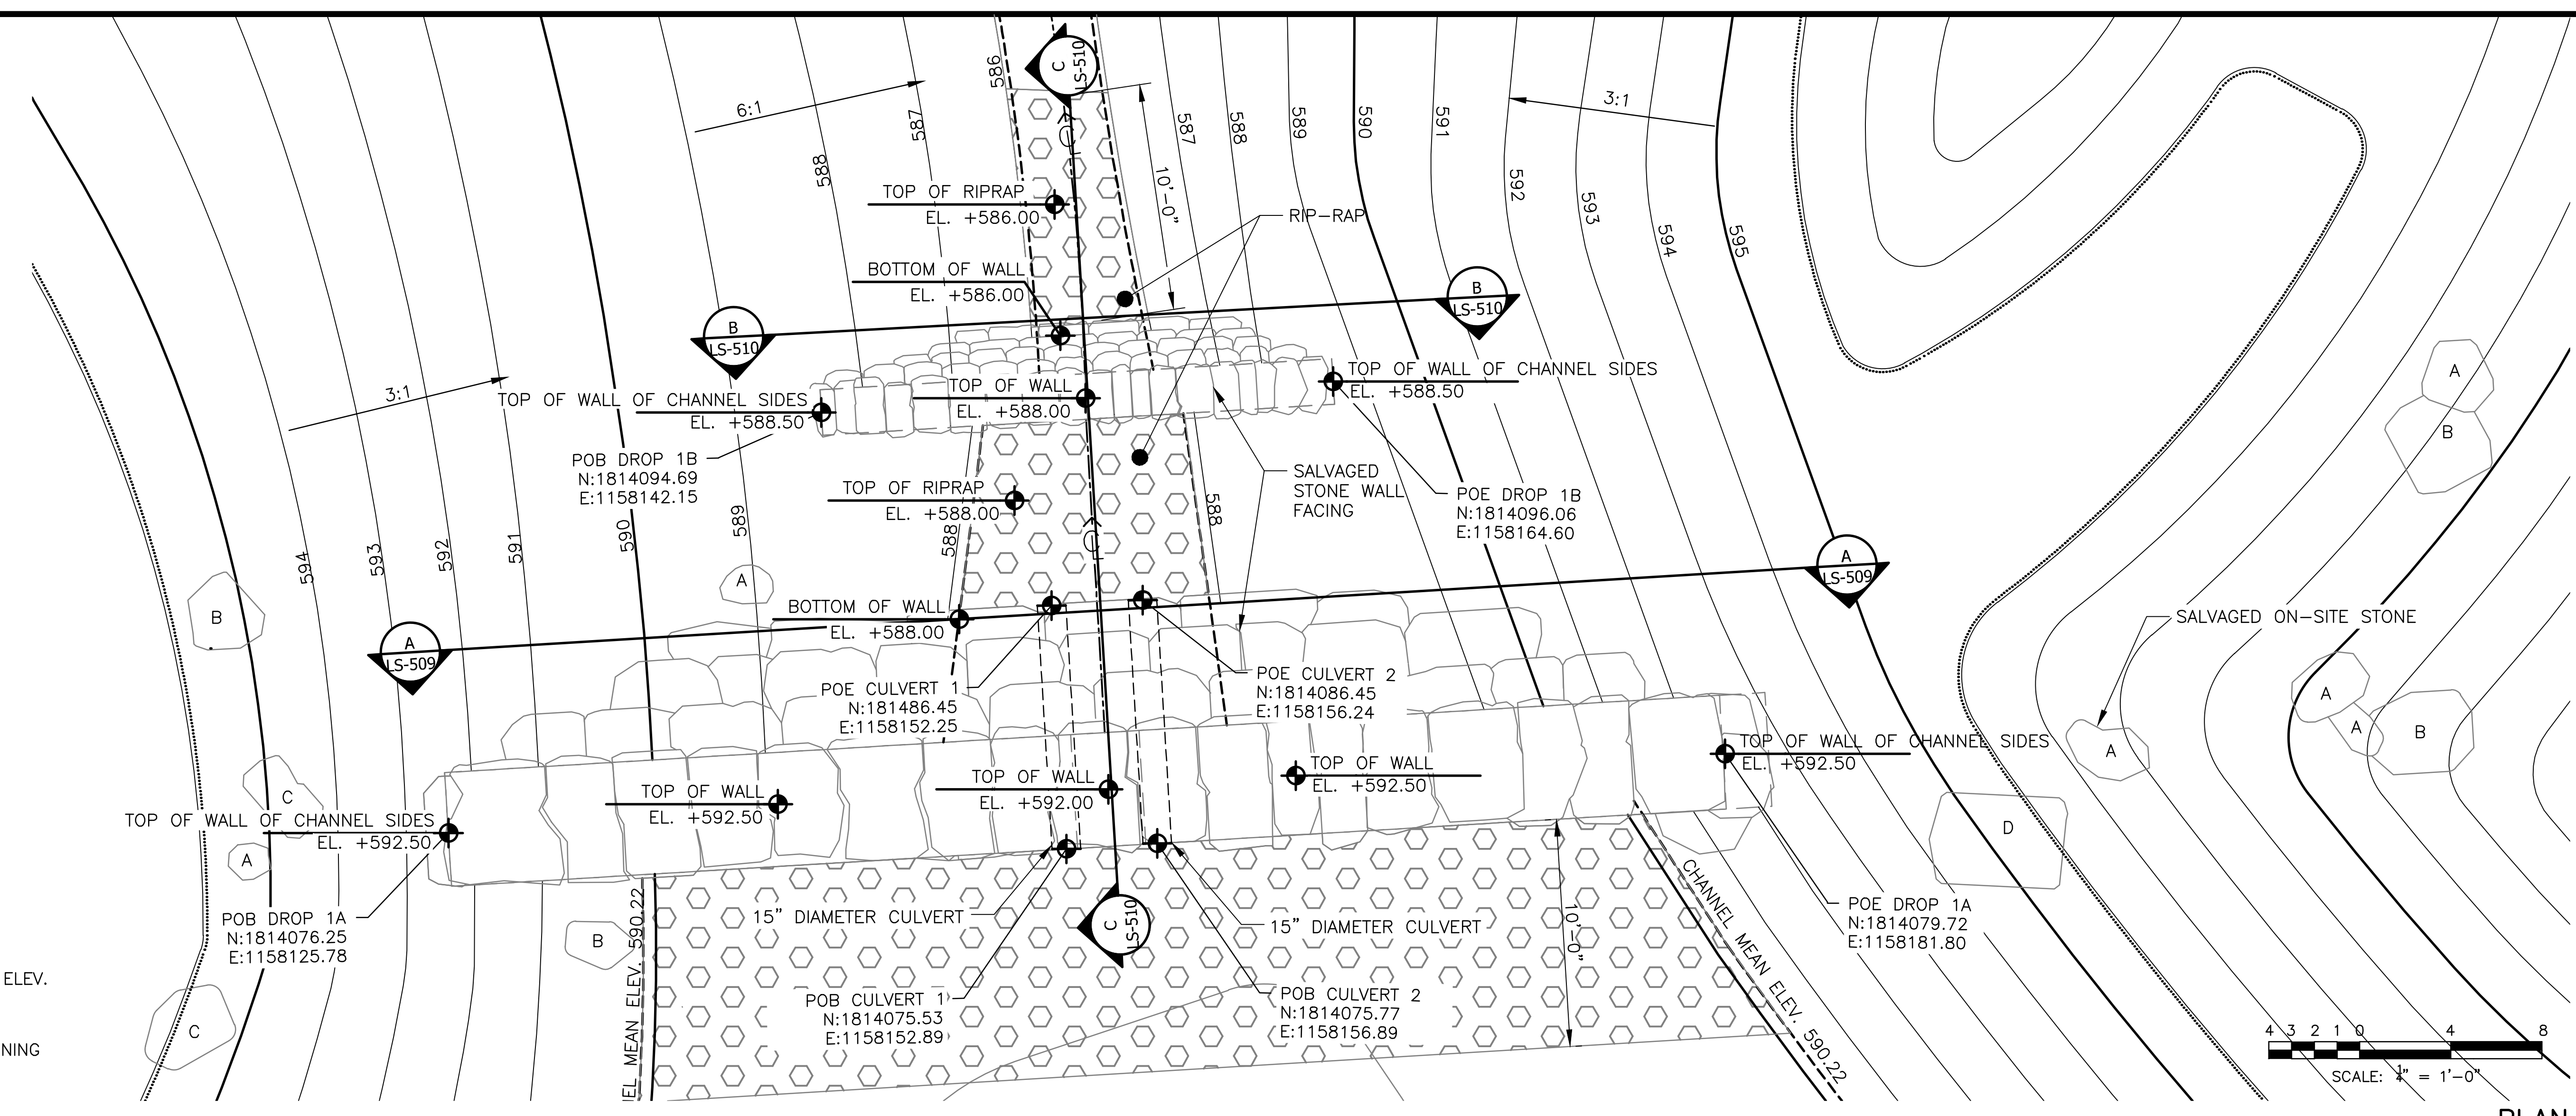 C
LS-510
586
6:1
587
588
10'-0"
587
588
589
590
591
3:1
592
593
594
595
TOP OF RIPRAP
EL. +586.00
RIP-RAP
BOTTOM OF WALL
EL. +586.00
B
LS-510
B
LS-510
3:1
TOP OF WALL OF CHANNEL SIDES
EL. +588.50
TOP OF WALL
EL. +588.00
TOP OF WALL OF CHANNEL SIDES
EL. +588.50
A
B
POB DROP 1B
N:1814094.69
E:1158142.15
TOP OF RIPRAP
EL. +588.00
SALVAGED
STONE WALL
FACING
POE DROP 1B
N:1814096.06
E:1158164.60
594
593
592
591
590
589
588
588
CL
CL
A
B
BOTTOM OF WALL
EL. +588.00
A
LS-509
A
LS-509
SALVAGED ON-SITE STONE
POE CULVERT 1
N:181486.45
E:1158152.25
POE CULVERT 2
N:1814086.45
E:1158156.24
A
A
B
A
TOP OF WALL OF CHANNEL SIDES
EL. +592.50
TOP OF WALL
EL. +592.50
TOP OF WALL
EL. +592.00
TOP OF WALL
EL. +592.50
C
TOP OF WALL OF CHANNEL SIDES
EL. +592.50
A
D
POB DROP 1A
N:1814076.25
E:1158125.78
B
15" DIAMETER CULVERT
C
LS-510
15" DIAMETER CULVERT
10'-0"
POE DROP 1A
N:1814079.72
E:1158181.80
CHANNEL MEAN ELEV. 590.22
MEAN ELEV. 590.22
ELEV.
POB CULVERT 1
N:1814075.53
E:1158152.89
POB CULVERT 2
N:1814075.77
E:1158156.89
C
NING
4 3 2 1 0 4 8
SCALE: 1/4" = 1'-0"
PLAN